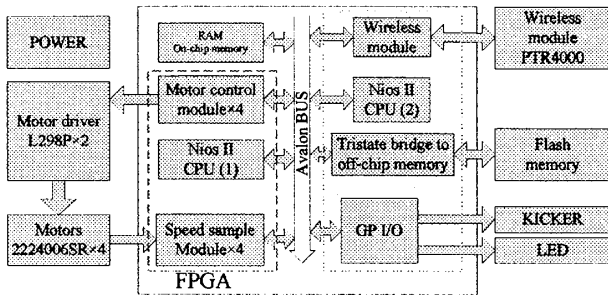 POWER
RAM
On-chip memory
Wireless
module
Wireless
module
PTR4000
Motor driver
L298P×2
Motor control
module×4
Avalon BUS
Nios II
CPU (2)
Nios II
CPU (1)
Tristate bridge to
off-chip memory
Flash
memory
Motors
2224006SR×4
Speed sample
Module×4
GP I/O
KICKER
LED
FPGA